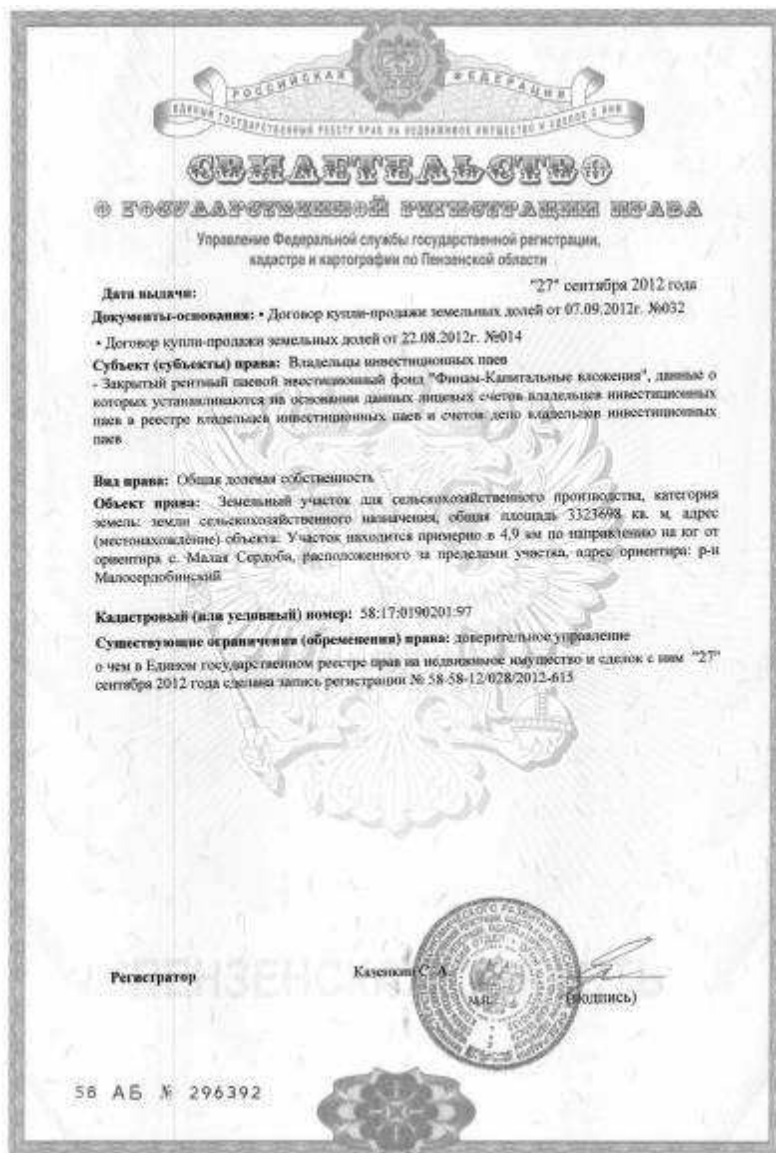 РОССИЙСКАЯ ФЕДЕРАЦИЯ
ЕДИНЫЙ ГОСУДАРСТВЕННЫЙ РЕЕСТР ПРАВ НА НЕДВИЖИМОЕ ИМУЩЕСТВО И СДЕЛОК С НИМ
СВИДЕТЕЛЬСТВО
О ГОСУДАРСТВЕННОЙ РЕГИСТРАЦИИ ПРАВА
Управление Федеральной службы государственной регистрации,
кадастра и картографии по Пензенской области
Дата выдачи: "27" сентября 2012 года
Документы-основания: • Договор купли-продажи земельных долей от 07.09.2012г. №032
• Договор купли-продажи земельных долей от 22.08.2012г. №014
Субъект (субъекты) права: Владельцы инвестиционных паев
- Закрытый рентный паевой инвестиционный фонд "Финам-Капитальные вложения", данные о
которых устанавливаются на основании данных лицевых счетов владельцев инвестиционных
паев в реестре владельцев инвестиционных паев и счетов депо владельцев инвестиционных
паев
Вид права: Общая долевая собственность
Объект права: Земельный участок для сельскохозяйственного производства, категория
земель: земли сельскохозяйственного назначения, общая площадь 3323698 кв. м, адрес
(местонахождение) объекта: Участок находится примерно в 4,9 км по направлению на юг от
ориентира с. Малая Сердоба, расположенного за пределами участка, адрес ориентира: р-н
Малосердобинский
Кадастровый (или условный) номер: 58:17:0190201:97
Существующие ограничения (обременения) права: доверительное управление
о чем в Едином государственном реестре прав на недвижимое имущество и сделок с ним "27"
сентября 2012 года сделана запись регистрации № 58-58-12/028/2012-615
Регистратор Казенкин С. А.
М.П. (подпись)
58 АБ № 296392